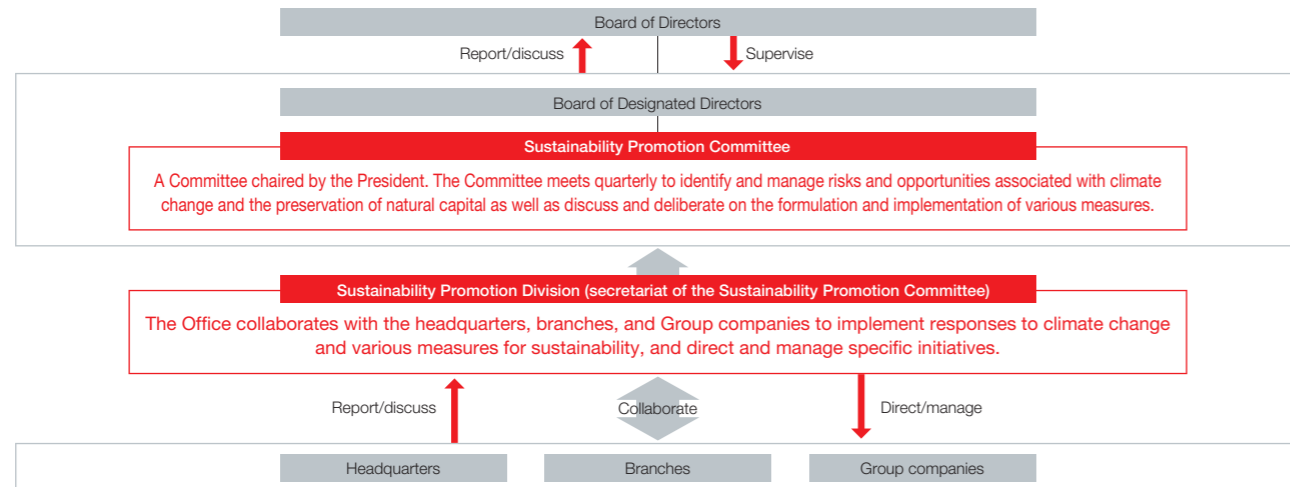 Board of Directors
Report/discuss
Supervise
Board of Designated Directors
Sustainability Promotion Committee
A Committee chaired by the President. The Committee meets quarterly to identify and manage risks and opportunities associated with climate
change and the preservation of natural capital as well as discuss and deliberate on the formulation and implementation of various measures.
Sustainability Promotion Division (secretariat of the Sustainability Promotion Committee)
The Office collaborates with the headquarters, branches, and Group companies to implement responses to climate change
and various measures for sustainability, and direct and manage specific initiatives.
Report/discuss
Collaborate
Direct/manage
Headquarters
Branches
Group companies